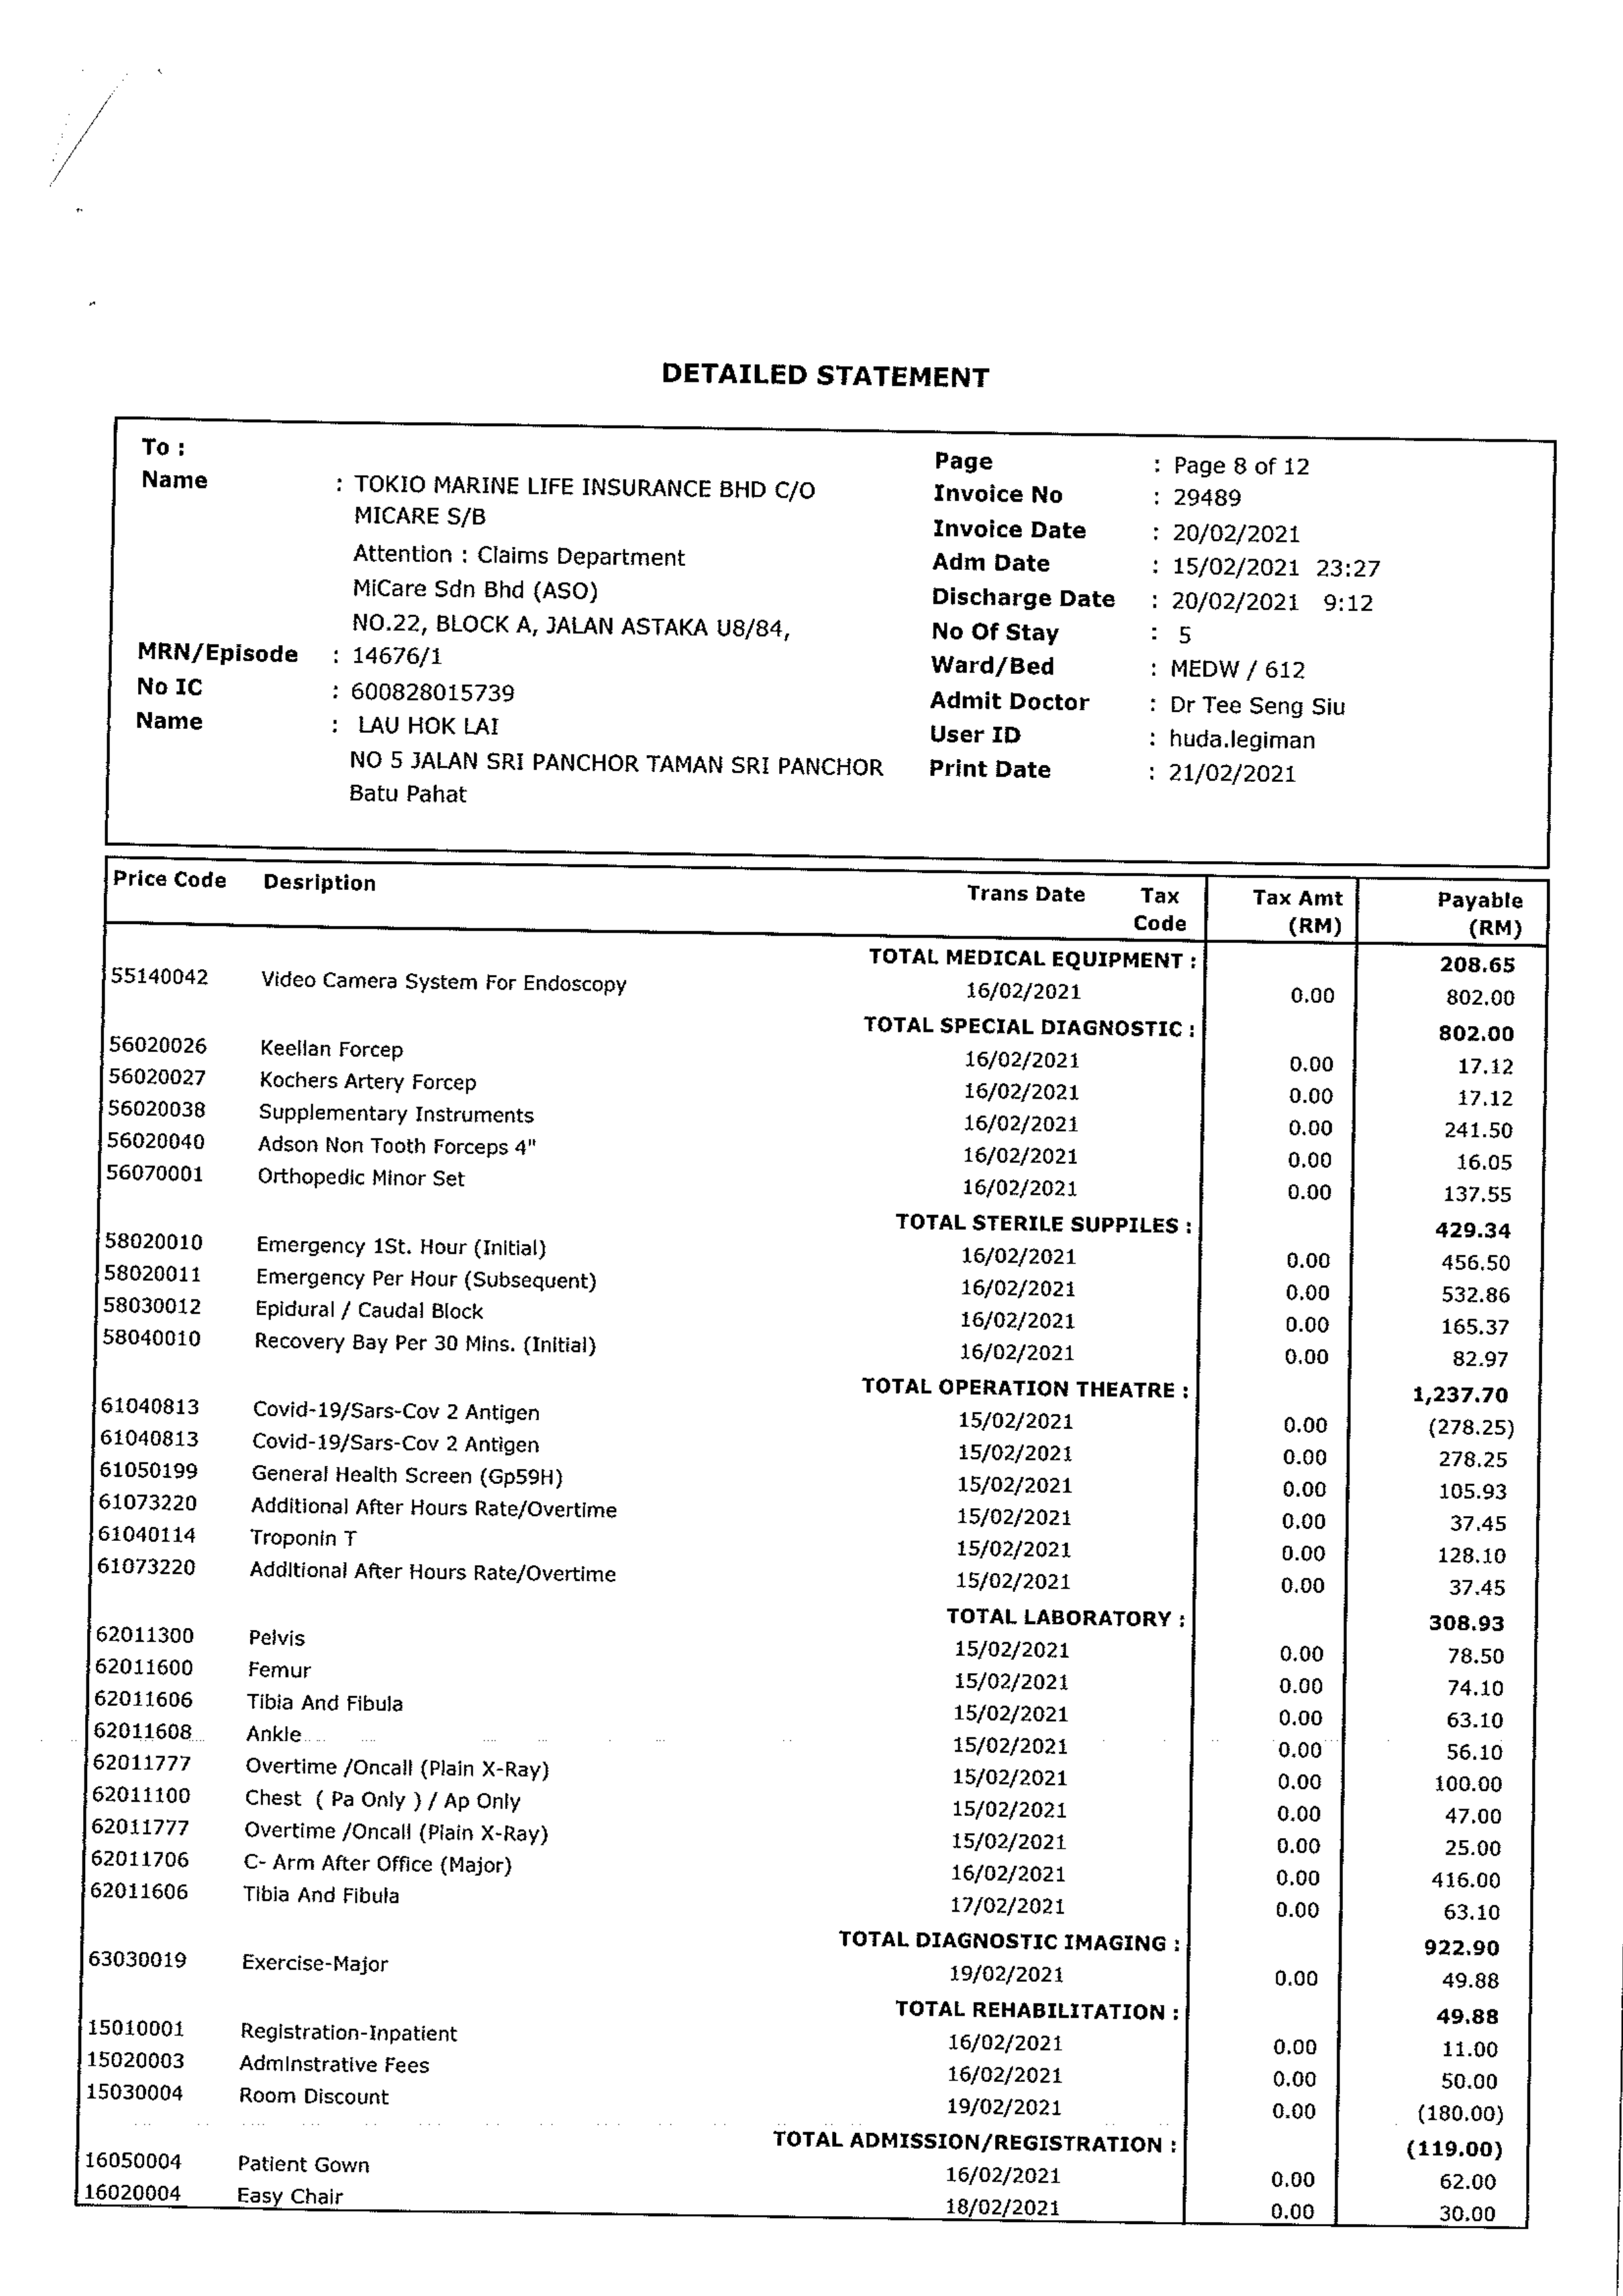 DETAILED STATEMENT
To :
Name : TOKIO MARINE LIFE INSURANCE BHD C/O
MICARE S/B
Attention : Claims Department
MiCare Sdn Bhd (ASO)
NO.22, BLOCK A, JALAN ASTAKA U8/84,
MRN/Episode : 14676/1
No IC : 600828015739
Name : LAU HOK LAI
NO 5 JALAN SRI PANCHOR TAMAN SRI PANCHOR
Batu Pahat
Page : Page 8 of 12
Invoice No : 29489
Invoice Date : 20/02/2021
Adm Date : 15/02/2021 23:27
Discharge Date : 20/02/2021 9:12
No Of Stay : 5
Ward/Bed : MEDW / 612
Admit Doctor : Dr Tee Seng Siu
User ID : huda.legiman
Print Date : 21/02/2021
Price Code Desription Trans Date Tax Code Tax Amt (RM) Payable (RM)
TOTAL MEDICAL EQUIPMENT : 208.65
55140042 Video Camera System For Endoscopy 16/02/2021 0.00 802.00
TOTAL SPECIAL DIAGNOSTIC : 802.00
56020026 Keellan Forcep 16/02/2021 0.00 17.12
56020027 Kochers Artery Forcep 16/02/2021 0.00 17.12
56020038 Supplementary Instruments 16/02/2021 0.00 241.50
56020040 Adson Non Tooth Forceps 4" 16/02/2021 0.00 16.05
56070001 Orthopedic Minor Set 16/02/2021 0.00 137.55
TOTAL STERILE SUPPILES : 429.34
58020010 Emergency 1St. Hour (Initial) 16/02/2021 0.00 456.50
58020011 Emergency Per Hour (Subsequent) 16/02/2021 0.00 532.86
58030012 Epidural / Caudal Block 16/02/2021 0.00 165.37
58040010 Recovery Bay Per 30 Mins. (Initial) 16/02/2021 0.00 82.97
TOTAL OPERATION THEATRE : 1,237.70
61040813 Covid-19/Sars-Cov 2 Antigen 15/02/2021 0.00 (278.25)
61040813 Covid-19/Sars-Cov 2 Antigen 15/02/2021 0.00 278.25
61050199 General Health Screen (Gp59H) 15/02/2021 0.00 105.93
61073220 Additional After Hours Rate/Overtime 15/02/2021 0.00 37.45
61040114 Troponin T 15/02/2021 0.00 128.10
61073220 Additional After Hours Rate/Overtime 15/02/2021 0.00 37.45
TOTAL LABORATORY : 308.93
62011300 Pelvis 15/02/2021 0.00 78.50
62011600 Femur 15/02/2021 0.00 74.10
62011606 Tibia And Fibula 15/02/2021 0.00 63.10
62011608 Ankle 15/02/2021 0.00 56.10
62011777 Overtime /Oncall (Plain X-Ray) 15/02/2021 0.00 100.00
62011100 Chest ( Pa Only ) / Ap Only 15/02/2021 0.00 47.00
62011777 Overtime /Oncall (Plain X-Ray) 15/02/2021 0.00 25.00
62011706 C- Arm After Office (Major) 16/02/2021 0.00 416.00
62011606 Tibia And Fibula 17/02/2021 0.00 63.10
TOTAL DIAGNOSTIC IMAGING : 922.90
63030019 Exercise-Major 19/02/2021 0.00 49.88
TOTAL REHABILITATION : 49.88
15010001 Registration-Inpatient 16/02/2021 0.00 11.00
15020003 Adminstrative Fees 16/02/2021 0.00 50.00
15030004 Room Discount 19/02/2021 0.00 (180.00)
TOTAL ADMISSION/REGISTRATION : (119.00)
16050004 Patient Gown 16/02/2021 0.00 62.00
16020004 Easy Chair 18/02/2021 0.00 30.00